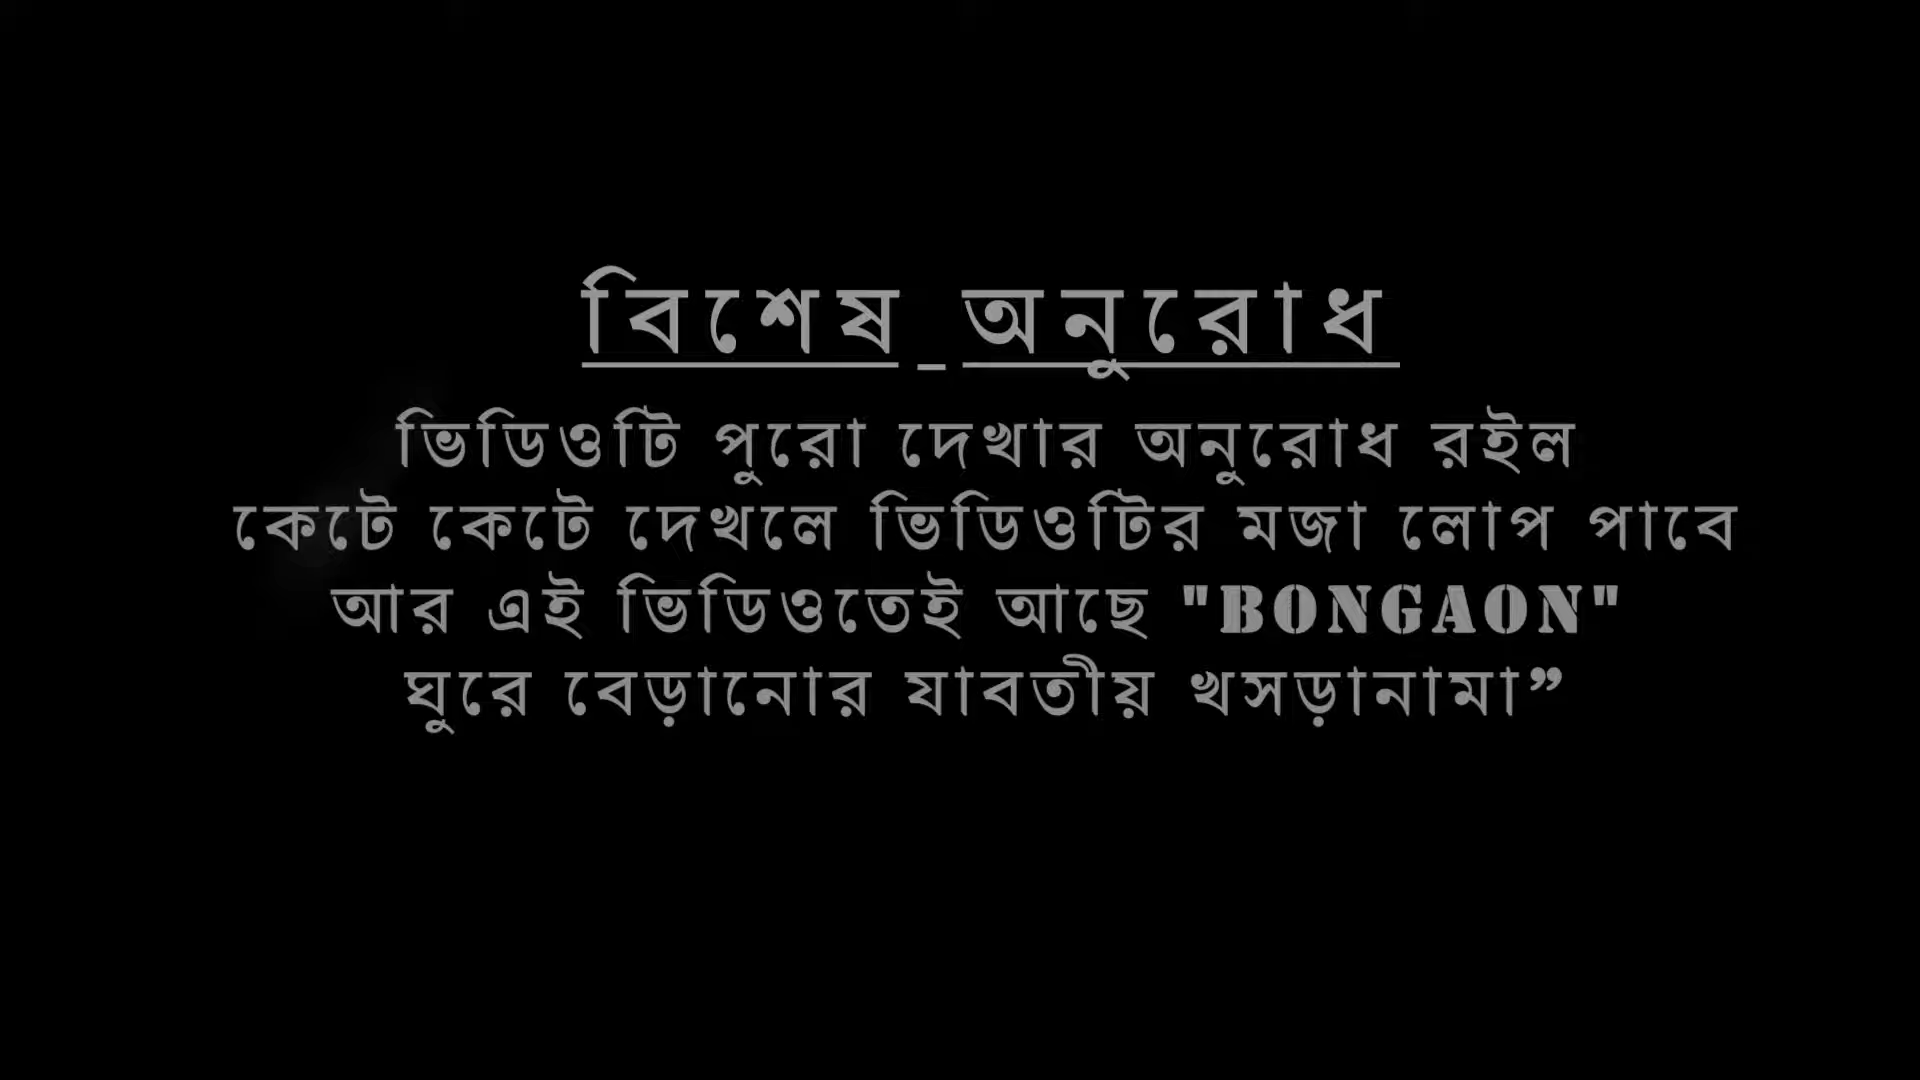 বিশেষ অনুরোধ
ভিডিওটি পুরো দেখার অনুরোধ রইল
কেটে কেটে দেখলে ভিডিওটির মজা লোপ পাবে
আর এই ভিডিওতেই আছে "BONGAON"
ঘুরে বেড়ানোর যাবতীয় খসড়ানামা”